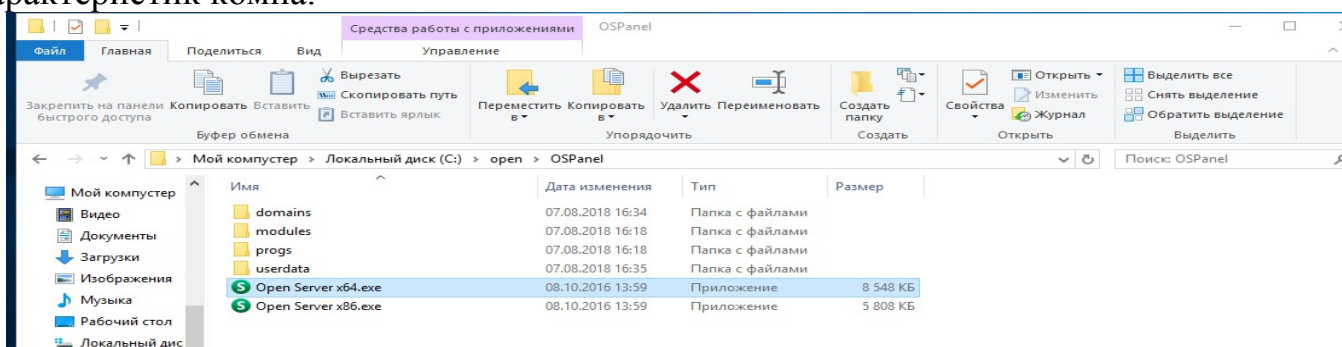 арактеристик компа.
Средства работы с приложениями OSPanel
Файл Главная Поделиться Вид Управление
Закрепить на панели быстрого доступа
Копировать Вставить
Вырезать
Скопировать путь
Вставить ярлык
Буфер обмена
Переместить в Копировать в Удалить Переименовать
Упорядочить
Создать папку
Создать
Свойства
Открыть
Изменить
Журнал
Открыть
Выделить все
Снять выделение
Обратить выделение
Выделить
Мой компустер > Локальный диск (C:) > open > OSPanel
Поиск: OSPanel
Мой компустер
Видео
Документы
Загрузки
Изображения
Музыка
Рабочий стол
Локальный дис
Имя Дата изменения Тип Размер
domains 07.08.2018 16:34 Папка с файлами
modules 07.08.2018 16:18 Папка с файлами
progs 07.08.2018 16:18 Папка с файлами
userdata 07.08.2018 16:35 Папка с файлами
Open Server x64.exe 08.10.2016 13:59 Приложение 8 548 КБ
Open Server x86.exe 08.10.2016 13:59 Приложение 5 808 КБ